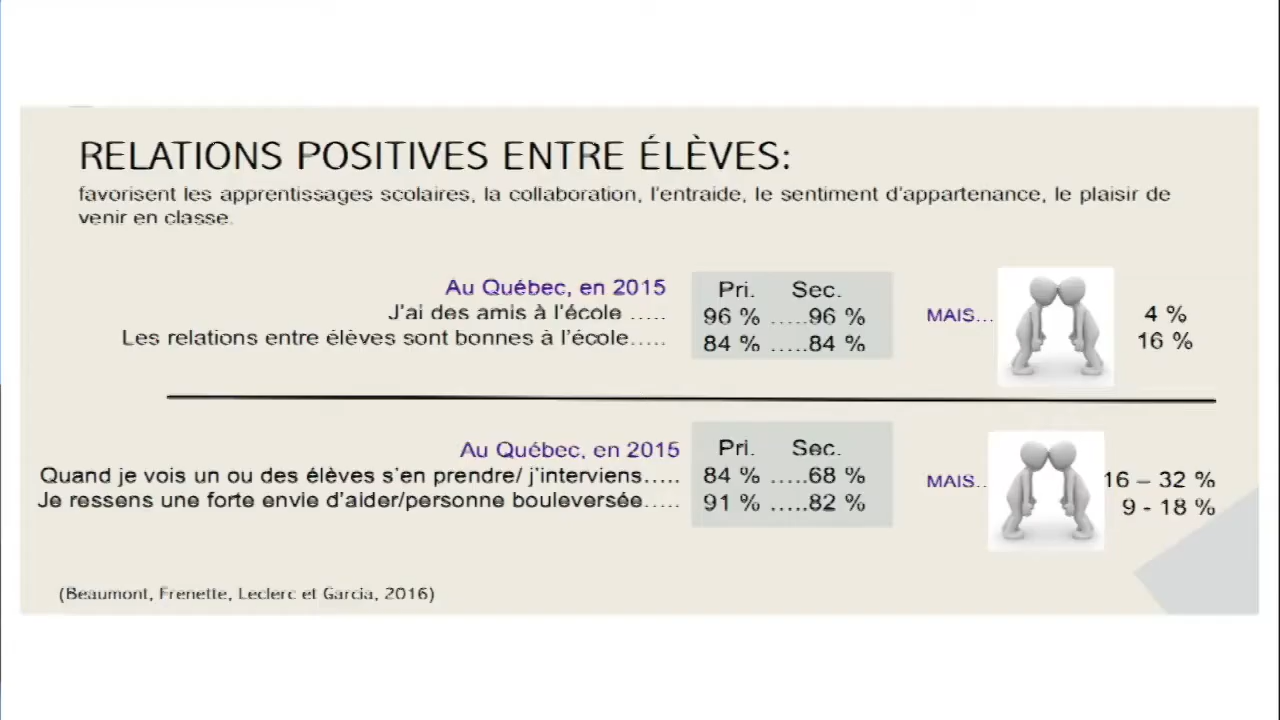 RELATIONS POSITIVES ENTRE ÉLÈVES:
favorisent les apprentissages scolaires, la collaboration, l'entraide, le sentiment d'appartenance, le plaisir de
venir en classe.
Au Québec, en 2015 Pri. Sec.
J'ai des amis à l'école ..... 96 % .....96 % MAIS... 4 %
Les relations entre élèves sont bonnes à l'école..... 84 % .....84 % 16 %
Au Québec, en 2015 Pri. Sec.
Quand je vois un ou des élèves s'en prendre/ j'interviens..... 84 % .....68 % MAIS.. 16 – 32 %
Je ressens une forte envie d'aider/personne bouleversée..... 91 % .....82 % 9 - 18 %
(Beaumont, Frenette, Leclerc et Garcia, 2016)